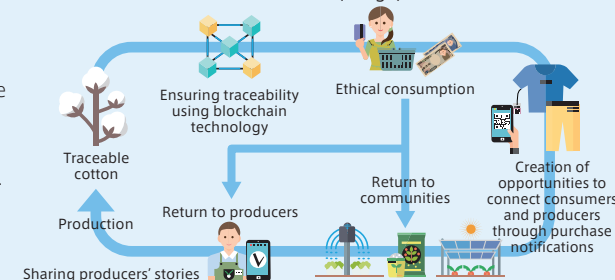 Ensuring traceability
using blockchain
technology
Ethical consumption
Traceable
cotton
Creation of
opportunities to
connect consumers
and producers
through purchase
notifications
Return to
communities
Return to producers
Production
Sharing producers' stories